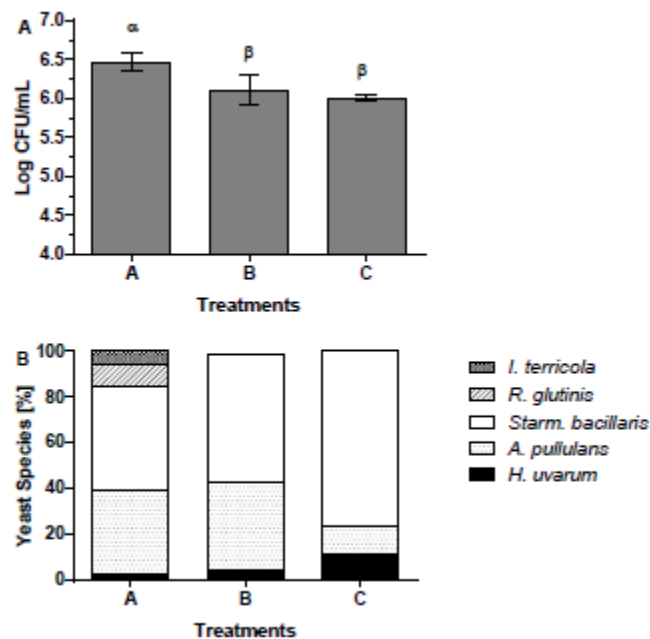 A
7.0
6.5
6.0
5.5
5.0
4.5
4.0
Log CFU/mL
α
β
β
A B C
Treatments
B
100
80
60
40
20
0
Yeast Species [%]
A B C
Treatments
I. terricola
R. glutinis
Starm. bacillaris
A. pullulans
H. uvarum